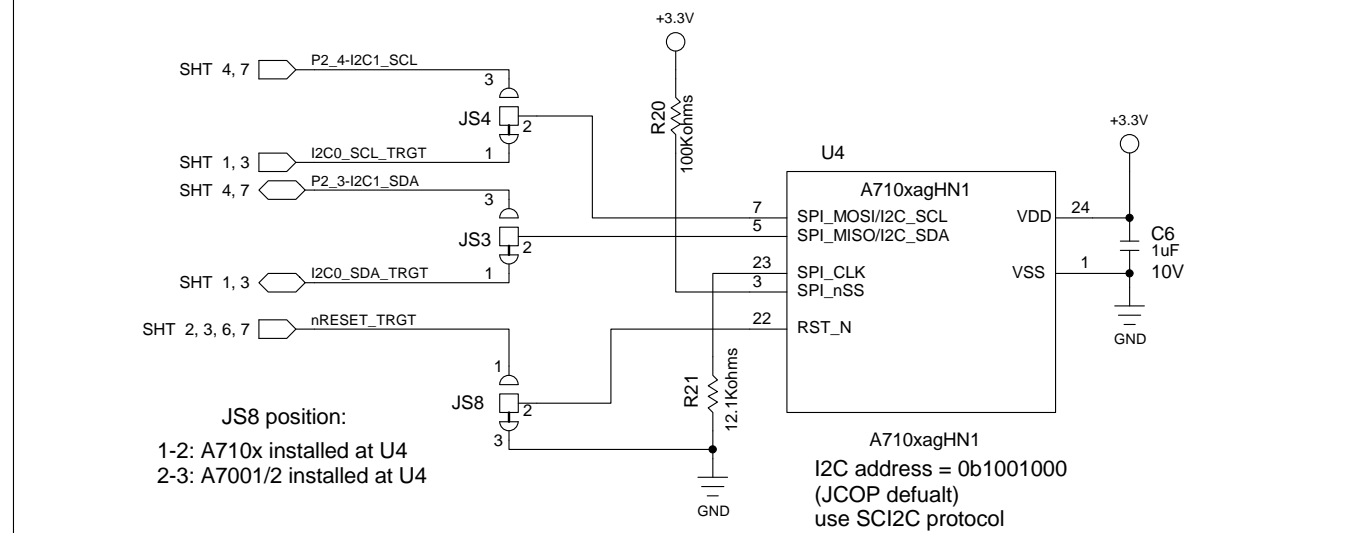 +3.3V
SHT 4, 7
P2_4-I2C1_SCL
3
JS4
2
1
SHT 1, 3
I2C0_SCL_TRGT
SHT 4, 7
P2_3-I2C1_SDA
3
JS3
2
1
SHT 1, 3
I2C0_SDA_TRGT
SHT 2, 3, 6, 7
nRESET_TRGT
1
JS8
2
3
R20
100Kohms
R21
12.1Kohms
GND
U4
A710xagHN1
7
SPI_MOSI/I2C_SCL
5
SPI_MISO/I2C_SDA
23
SPI_CLK
3
SPI_nSS
22
RST_N
VDD
24
VSS
1
+3.3V
C6
1uF
10V
GND
JS8 position:
1-2: A710x installed at U4
2-3: A7001/2 installed at U4
A710xagHN1
I2C address = 0b1001000
(JCOP defualt)
use SCI2C protocol